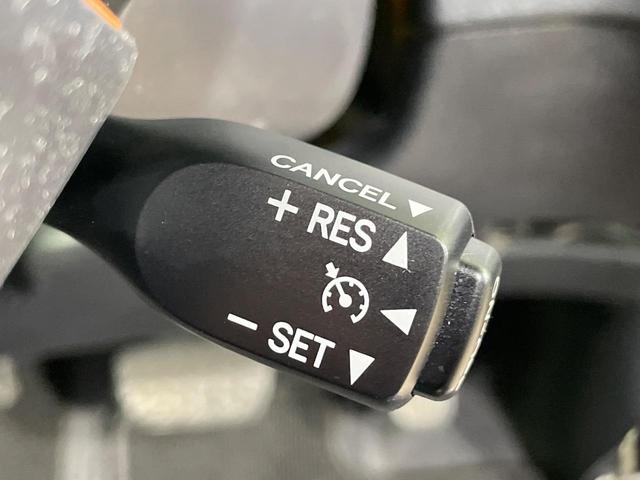 CANCEL ▼
+ RES ▲
− SET ▼